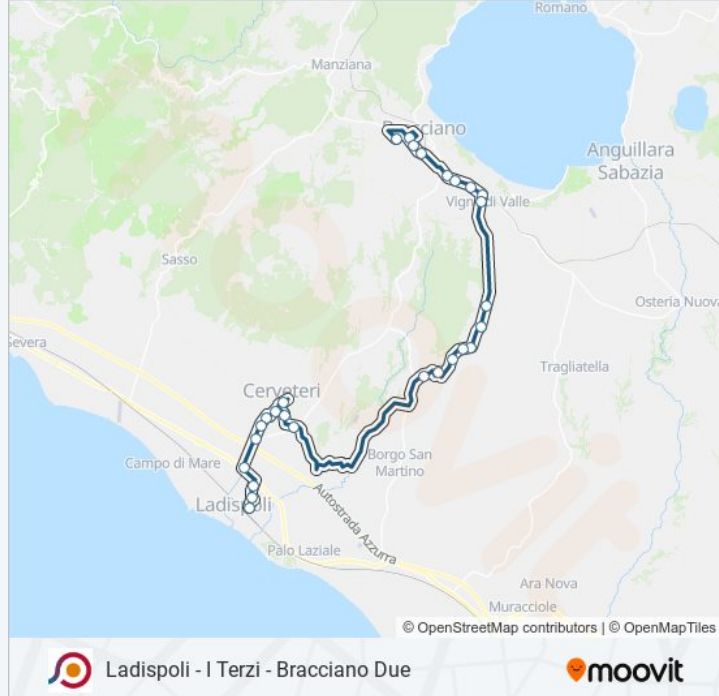 Romano
Manziana
Bracciano
Anguillara
Sabazia
Vigna di Valle
Sasso
Osteria Nuova
Severa
Tragliatella
Cerveteri
Borgo San
Martino
Campo di Mare
Ladispoli
Autostrada Azzurra
Palo Laziale
Ara Nova
Muracciole
© OpenStreetMap contributors | © OpenMapTiles
Ladispoli - I Terzi - Bracciano Due
moovit